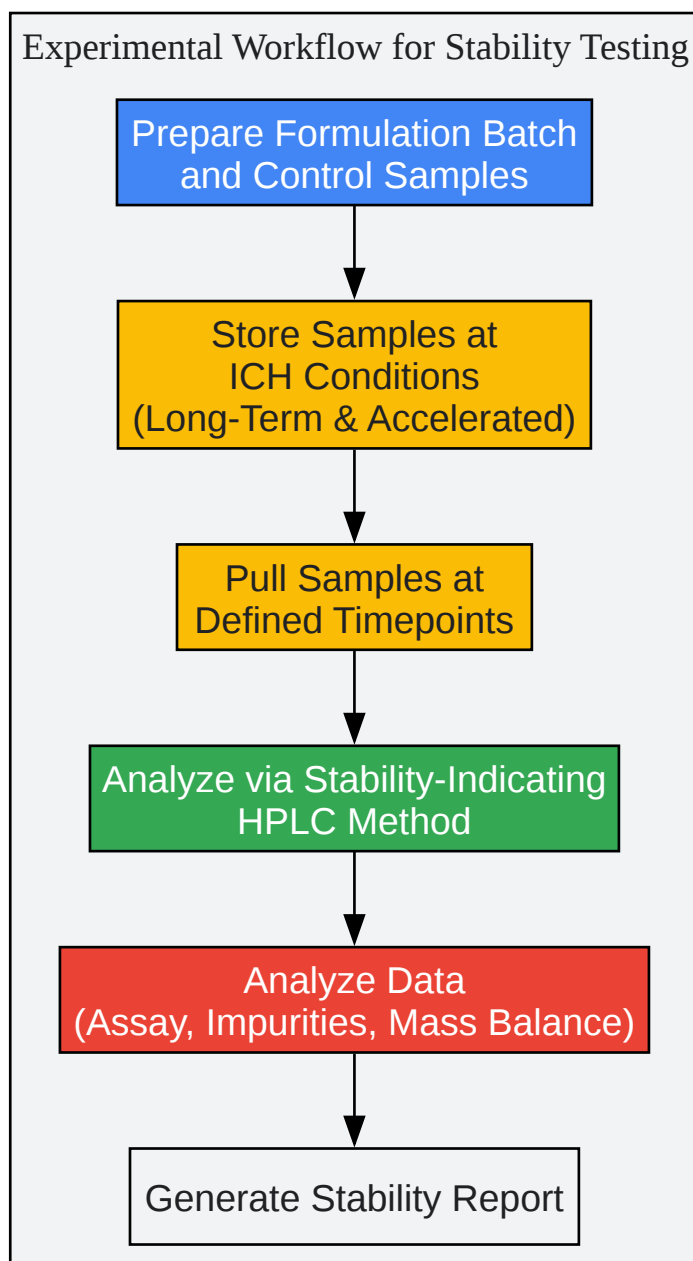 Experimental Workflow for Stability Testing
Prepare Formulation Batch
and Control Samples
Store Samples at
ICH Conditions
(Long-Term & Accelerated)
Pull Samples at
Defined Timepoints
Analyze via Stability-Indicating
HPLC Method
Analyze Data
(Assay, Impurities, Mass Balance)
Generate Stability Report